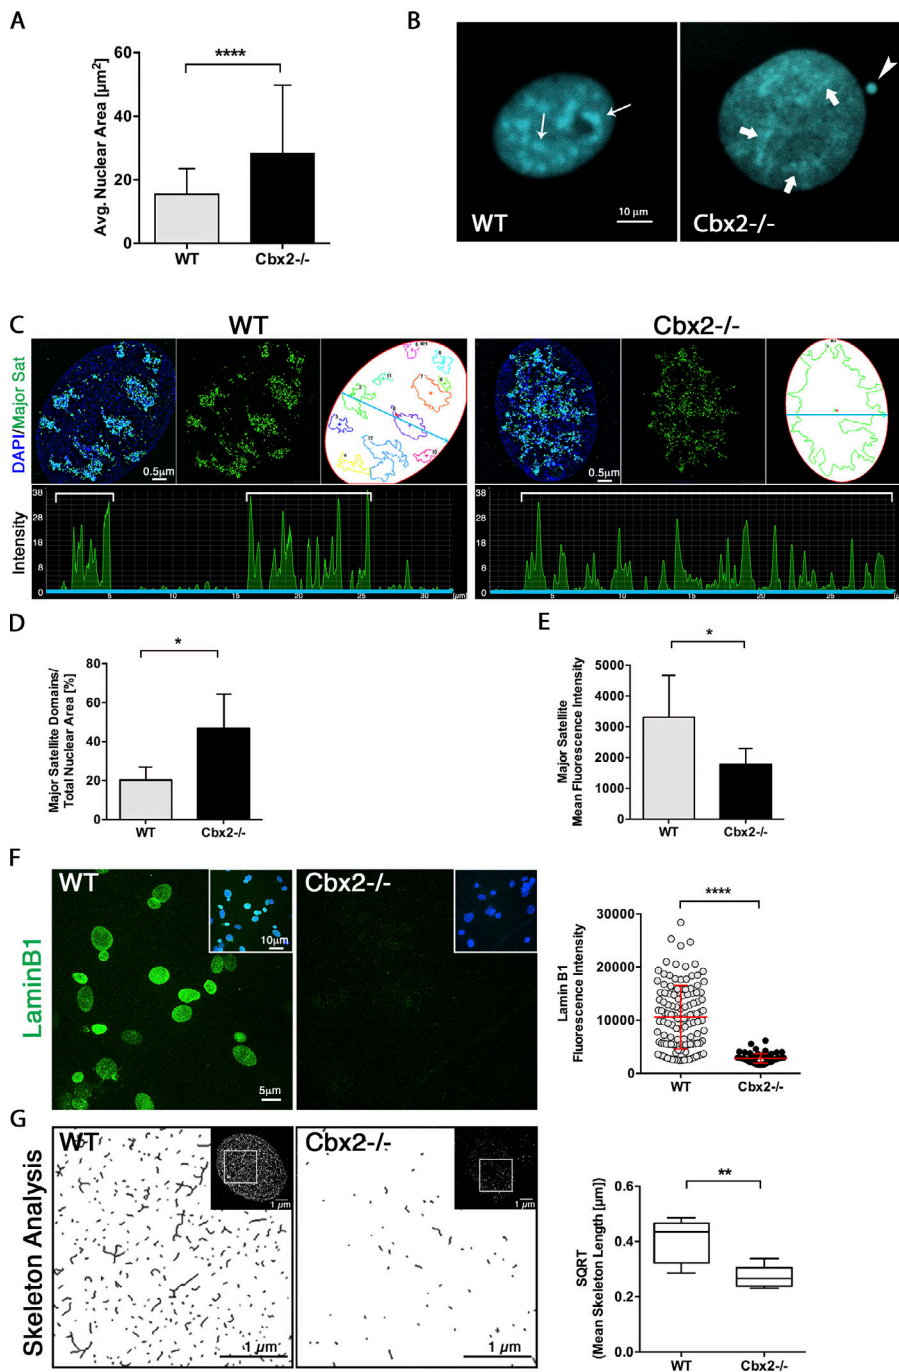 A
Avg. Nuclear Area [µm²]
60
40
20
0
****
WT
Cbx2-/-
B
WT
10 µm
Cbx2-/-
C
WT
Cbx2-/-
DAPI/Major Sat
0.5µm
0.5µm
Intensity
38
28
18
8
5
10
15
20
25
30
[µm]
38
28
18
8
5
10
15
20
25
D
Major Satellite Domains/
Total Nuclear Area [%]
80
60
40
20
0
*
WT
Cbx2-/-
E
Major Satellite
Mean Fluorescence Intensity
5000
4000
3000
2000
1000
0
*
WT
Cbx2-/-
F
LaminB1
WT
10µm
5µm
Cbx2-/-
Lamin B1
Fluorescence Intensity
30000
20000
10000
0
****
WT
Cbx2-/-
G
Skeleton Analysis
WT
1 µm
1 µm
Cbx2-/-
1 µm
1 µm
SQRT
(Mean Skeleton Length [µm])
0.6
0.4
0.2
0.0
**
WT
Cbx2-/-